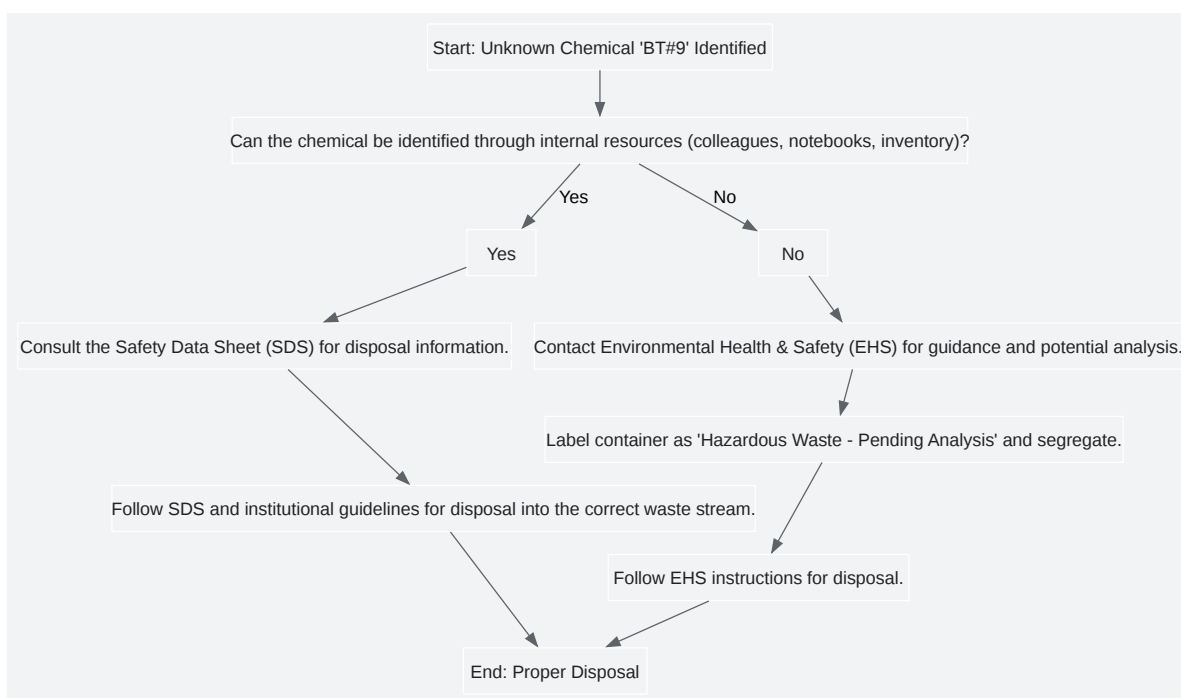 Start: Unknown Chemical 'BT#9' Identified
Can the chemical be identified through internal resources (colleagues, notebooks, inventory)?
Yes
No
Yes
No
Consult the Safety Data Sheet (SDS) for disposal information.
Contact Environmental Health & Safety (EHS) for guidance and potential analysis.
Label container as 'Hazardous Waste - Pending Analysis' and segregate.
Follow SDS and institutional guidelines for disposal into the correct waste stream.
Follow EHS instructions for disposal.
End: Proper Disposal